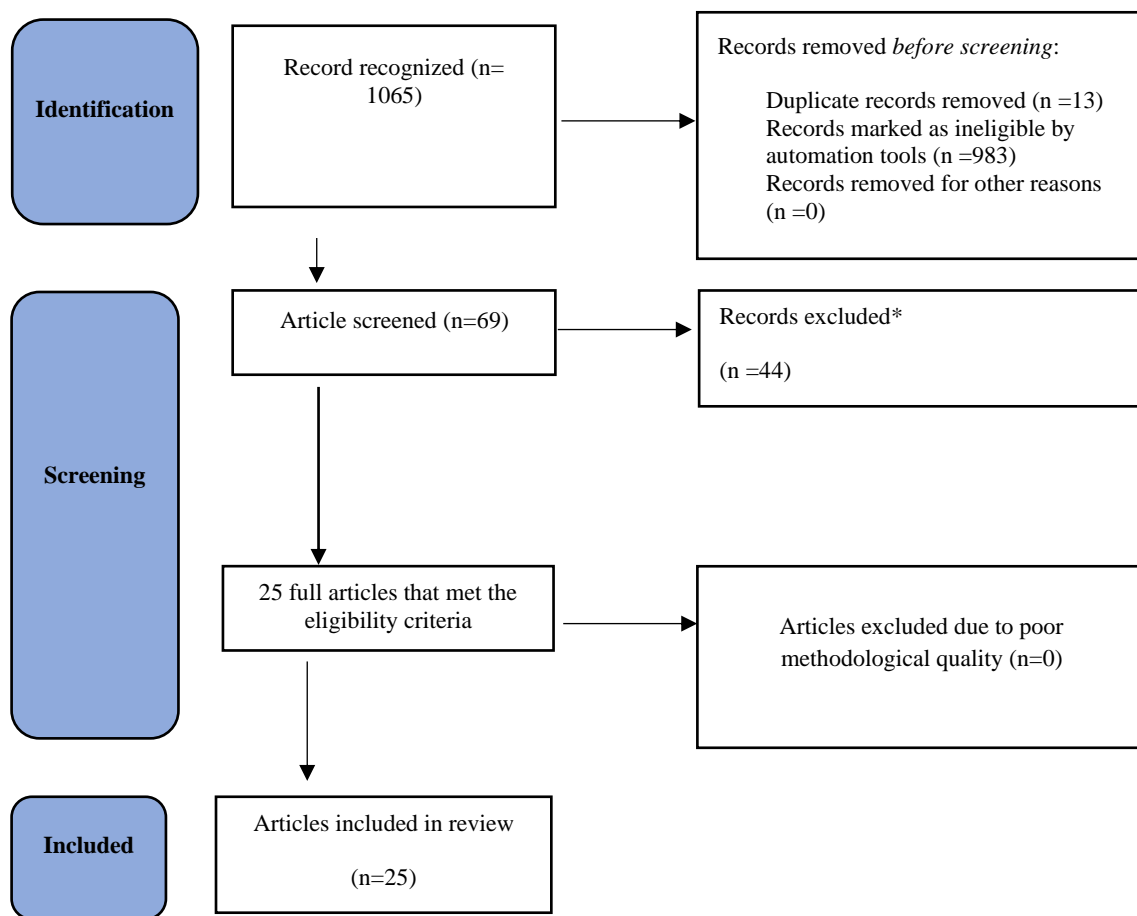 Identification
Record recognized (n=
1065)
Records removed before screening:
Duplicate records removed (n =13)
Records marked as ineligible by
automation tools (n =983)
Records removed for other reasons
(n =0)
Screening
Article screened (n=69)
Records excluded*
(n =44)
25 full articles that met the
eligibility criteria
Articles excluded due to poor
methodological quality (n=0)
Included
Articles included in review
(n=25)